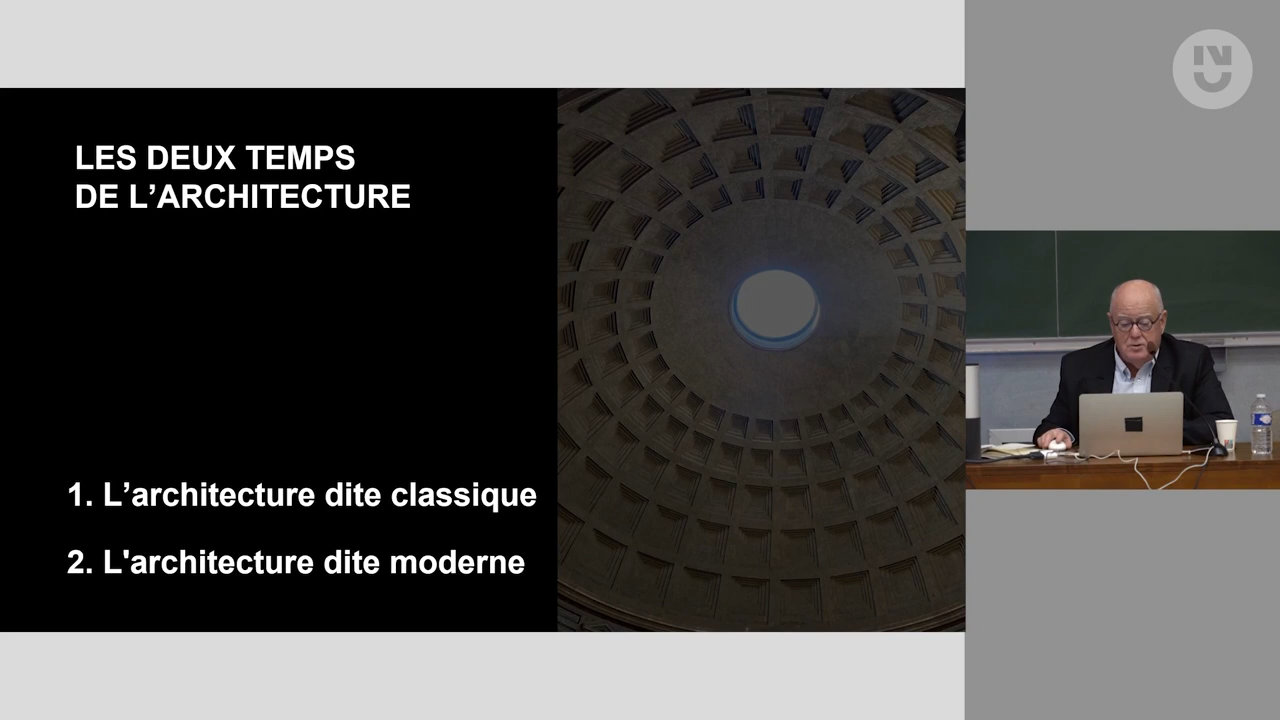 LES DEUX TEMPS
DE L’ARCHITECTURE
1. L’architecture dite classique
2. L'architecture dite moderne